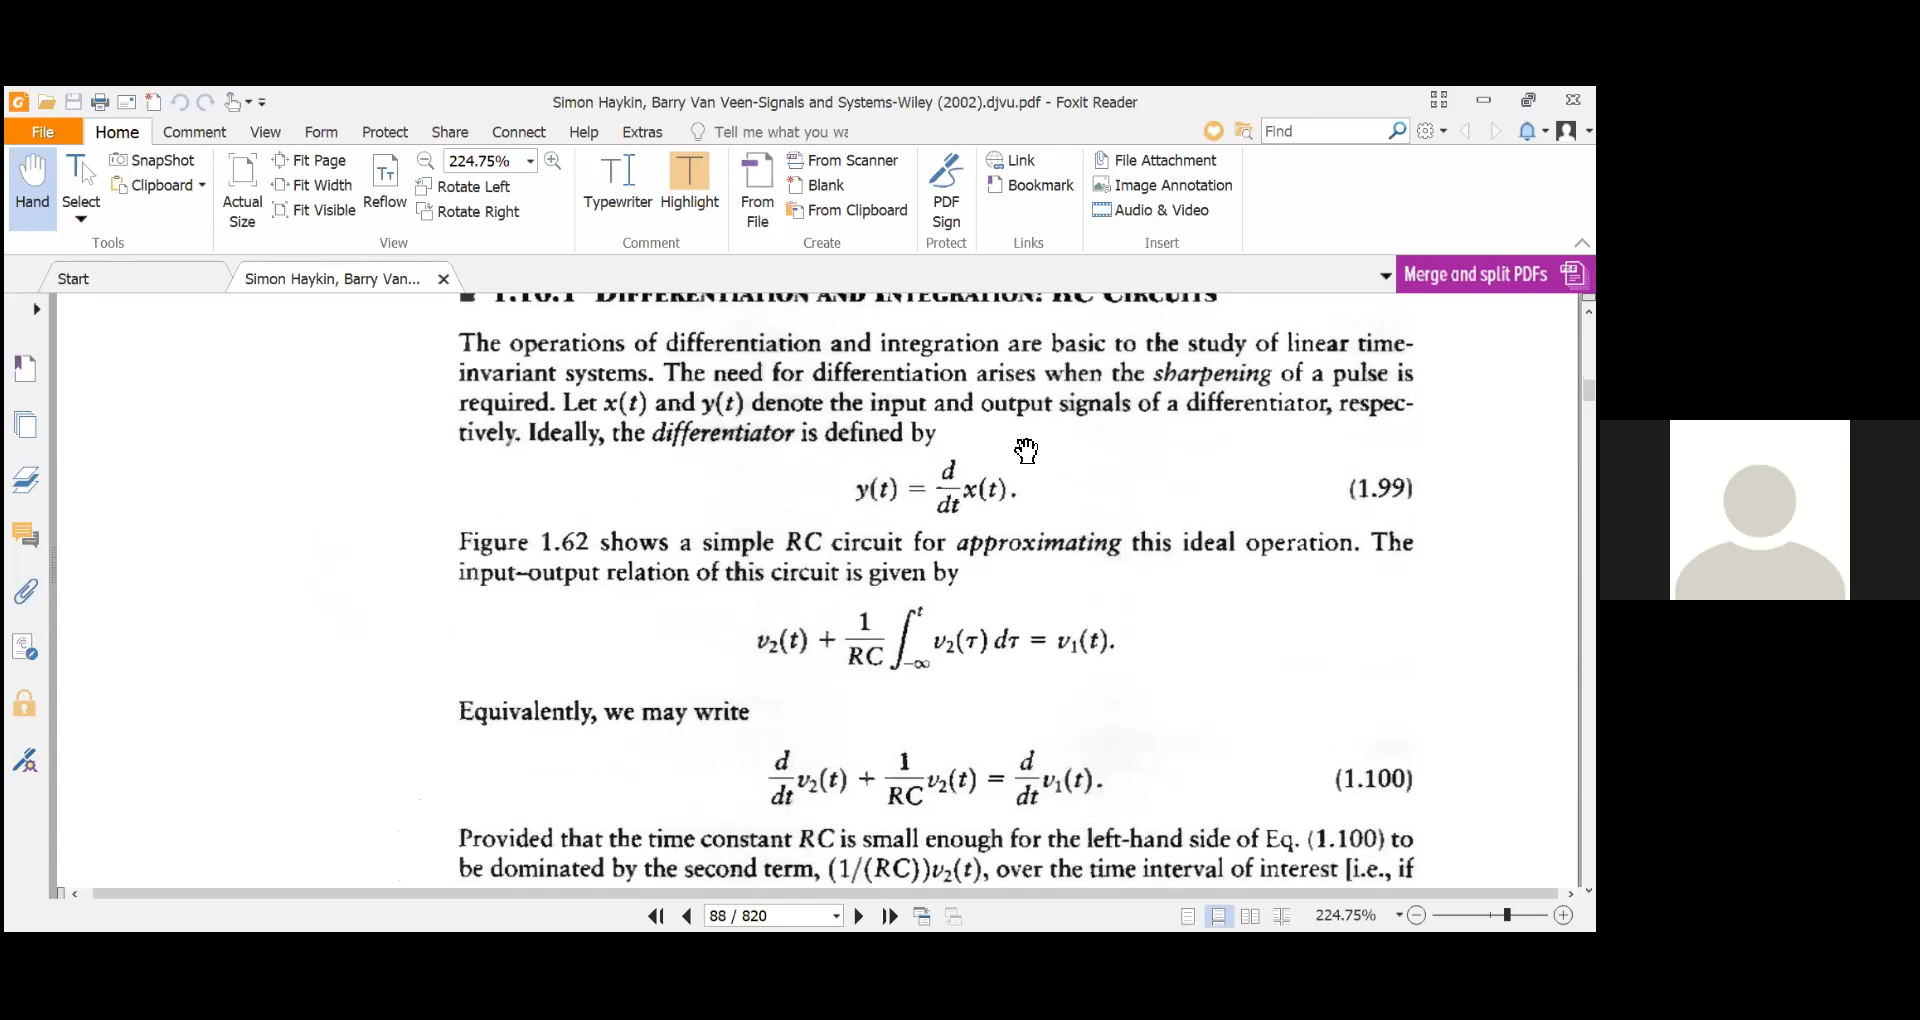 Simon Haykin, Barry Van Veen-Signals and Systems-Wiley (2002).djvu.pdf - Foxit Reader
File Home Comment View Form Protect Share Connect Help Extras Tell me what you wa Find
SnapShot Fit Page 224.75% From Scanner Link File Attachment
Clipboard Fit Width Rotate Left Blank Bookmark Image Annotation
Hand Select Actual Size Fit Visible Reflow Rotate Right Typewriter Highlight From File From Clipboard PDF Sign Audio & Video
Tools View Comment Create Protect Links Insert
Start Simon Haykin, Barry Van... Merge and split PDFs
1.10.1 DIFFERENTIATION AND INTEGRATION: RC CIRCUITS
The operations of differentiation and integration are basic to the study of linear time-
invariant systems. The need for differentiation arises when the sharpening of a pulse is
required. Let x(t) and y(t) denote the input and output signals of a differentiator, respec-
tively. Ideally, the differentiator is defined by
y(t) = d/dt x(t). (1.99)
Figure 1.62 shows a simple RC circuit for approximating this ideal operation. The
input–output relation of this circuit is given by
v₂(t) + 1/RC ∫_{-∞}^{t} v₂(τ) dτ = v₁(t).
Equivalently, we may write
d/dt v₂(t) + 1/RC v₂(t) = d/dt v₁(t). (1.100)
Provided that the time constant RC is small enough for the left-hand side of Eq. (1.100) to
be dominated by the second term, (1/(RC))v₂(t), over the time interval of interest [i.e., if
88 / 820 224.75%